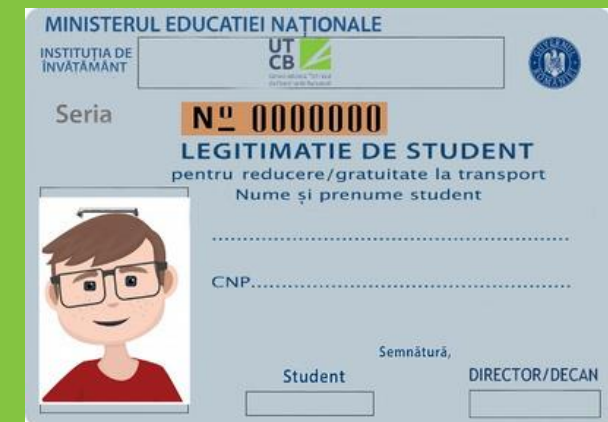 MINISTERUL EDUCATIEI NAȚIONALE
INSTITUȚIA DE
ÎNVĂȚĂMÂNT
UT
CB
Seria
Nº 0000000
LEGITIMATIE DE STUDENT
pentru reducere/gratuitate la transport
Nume și prenume student
CNP
Semnătură,
Student
DIRECTOR/DECAN